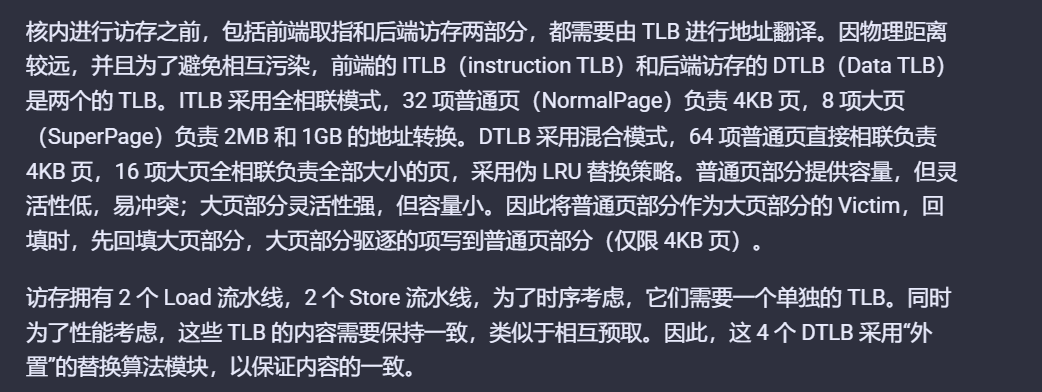 核内进行访存之前，包括前端取指和后端访存两部分，都需要由 TLB 进行地址翻译。因物理距离
较远，并且为了避免相互污染，前端的 ITLB（instruction TLB）和后端访存的 DTLB（Data TLB）
是两个的 TLB。ITLB 采用全相联模式，32 项普通页（NormalPage）负责 4KB 页，8 项大页
（SuperPage）负责 2MB 和 1GB 的地址转换。DTLB 采用混合模式，64 项普通页直接相联负责
4KB 页，16 项大页全相联负责全部大小的页，采用伪 LRU 替换策略。普通页部分提供容量，但灵
活性低，易冲突；大页部分灵活性强，但容量小。因此将普通页部分作为大页部分的 Victim，回
填时，先回填大页部分，大页部分驱逐的项写到普通页部分（仅限 4KB 页）。
访存拥有 2 个 Load 流水线，2 个 Store 流水线，为了时序考虑，它们需要一个单独的 TLB。同时
为了性能考虑，这些 TLB 的内容需要保持一致，类似于相互预取。因此，这 4 个 DTLB 采用“外
置”的替换算法模块，以保证内容的一致。